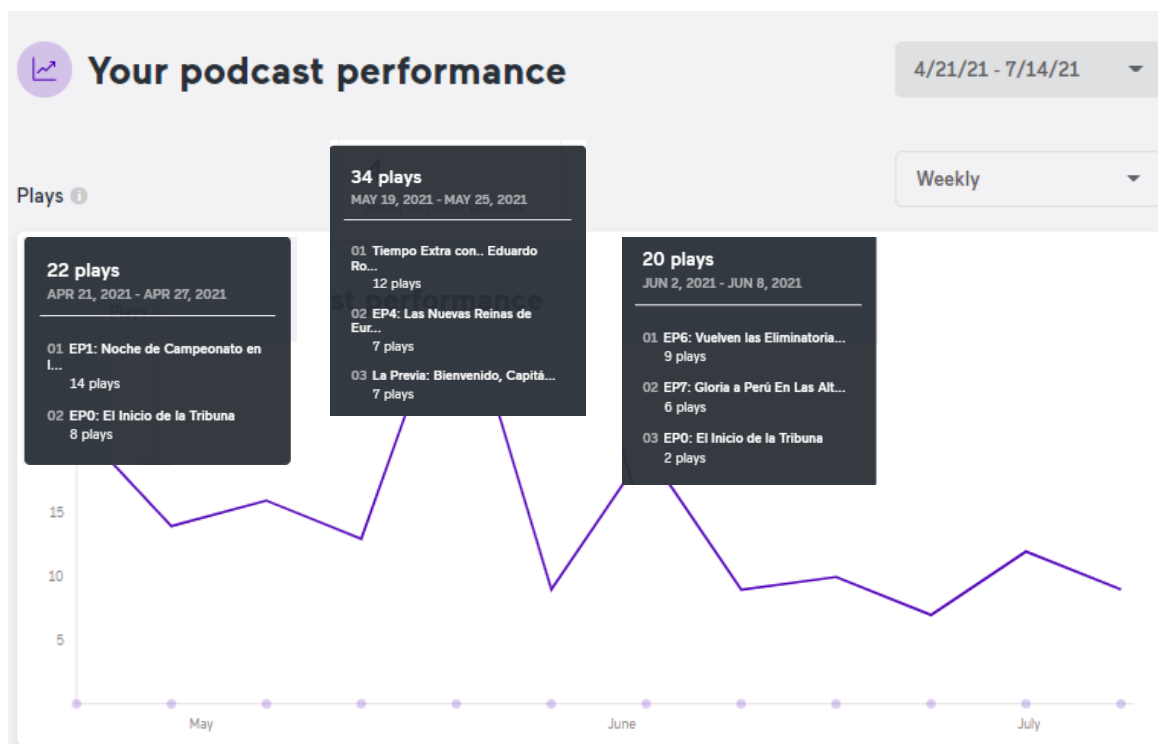 Your podcast performance
4/21/21 - 7/14/21
Weekly
Plays
22 plays
APR 21, 2021 - APR 27, 2021
01 EP1: Noche de Campeonato en
l...
14 plays
02 EP0: El Inicio de la Tribuna
8 plays
34 plays
MAY 19, 2021 - MAY 25, 2021
01 Tiempo Extra con.. Eduardo
Ro...
12 plays
02 EP4: Las Nuevas Reinas de
Eur...
7 plays
03 La Previa: Bienvenido, Capitá...
7 plays
20 plays
JUN 2, 2021 - JUN 8, 2021
01 EP6: Vuelven las Eliminatoria...
9 plays
02 EP7: Gloria a Perú En Las Alt...
6 plays
03 EP0: El Inicio de la Tribuna
2 plays
st performance
Plays
15
10
5
May
June
July